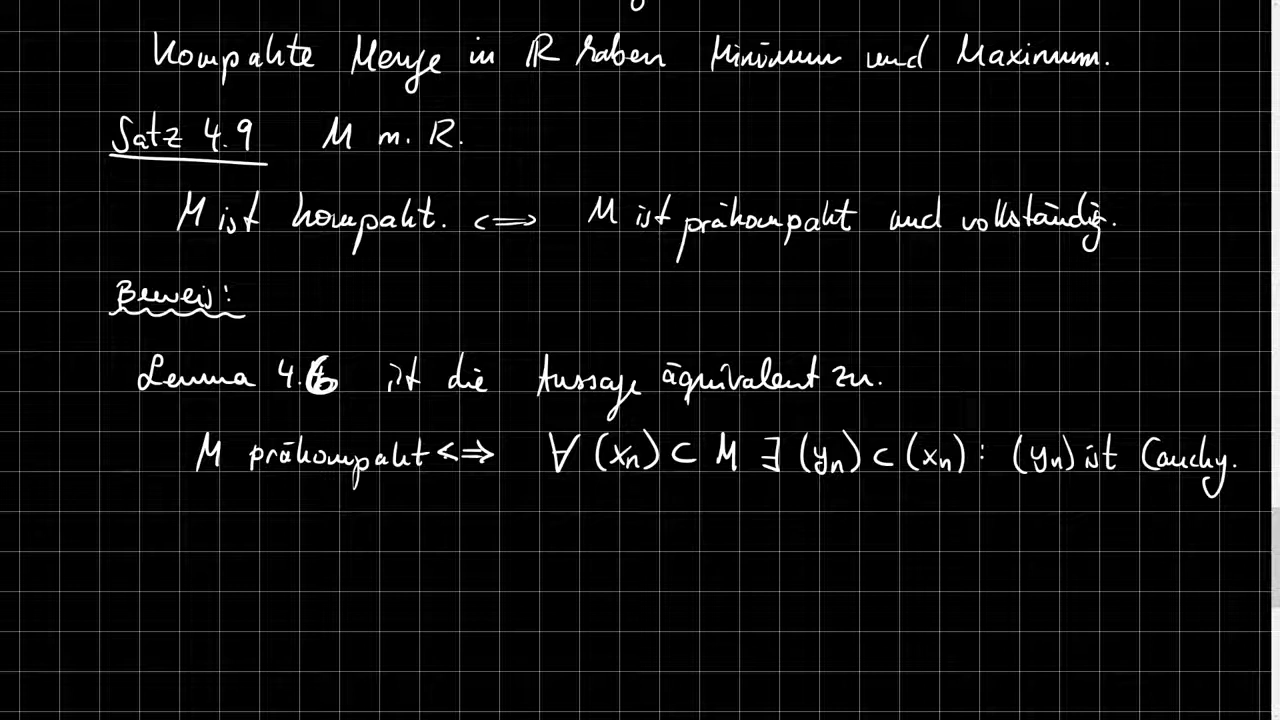 Kompakte Menge in ℝ haben Minimum und Maximum.
Satz 4.9 M m. R.
M ist kompakt. <=> M ist präkompakt und vollständig.
Beweis:
Lemma 4.6 ist die Aussage äquivalent zu.
M präkompakt <=> ∀ (xₙ) ⊂ M ∃ (yₙ) ⊂ (xₙ) : (yₙ) ist Cauchy.